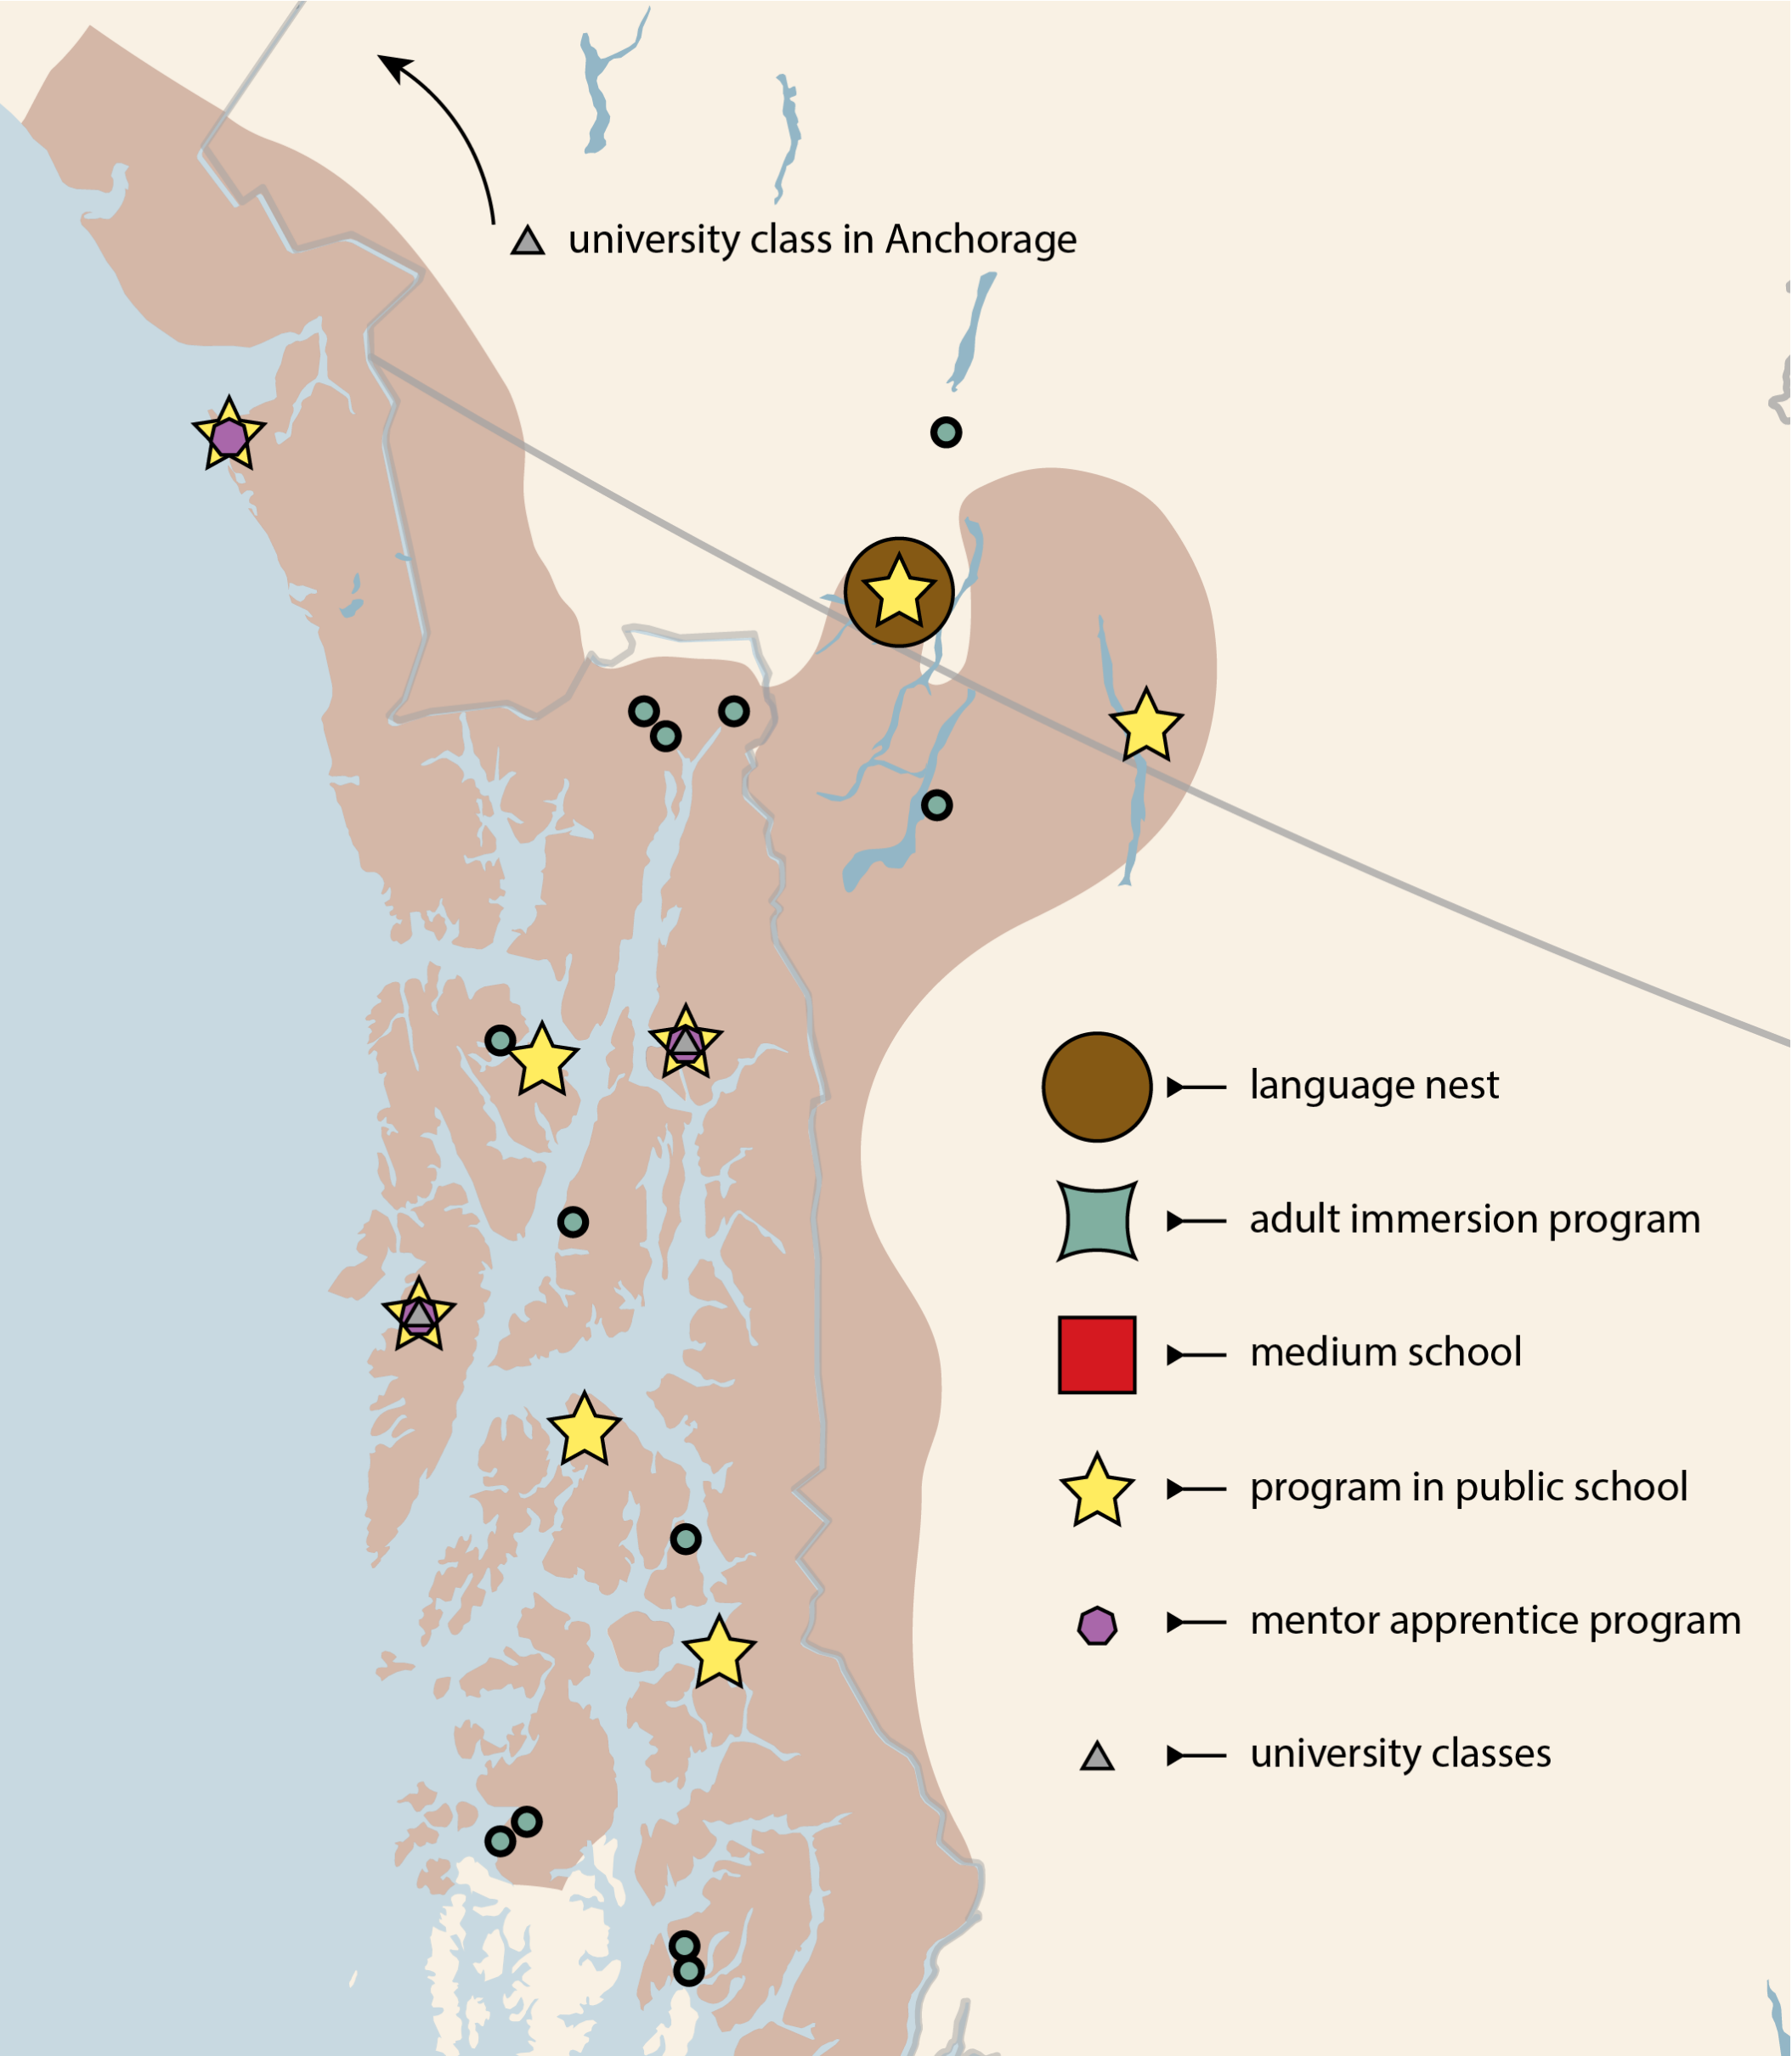 university class in Anchorage
language nest
adult immersion program
medium school
program in public school
mentor apprentice program
university classes